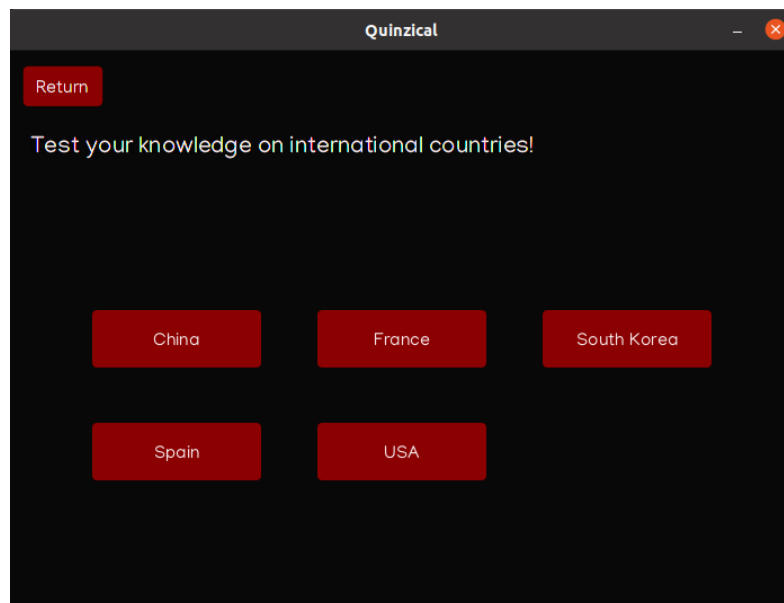 Quinzical
Return
Test your knowledge on international countries!
China France South Korea
Spain USA